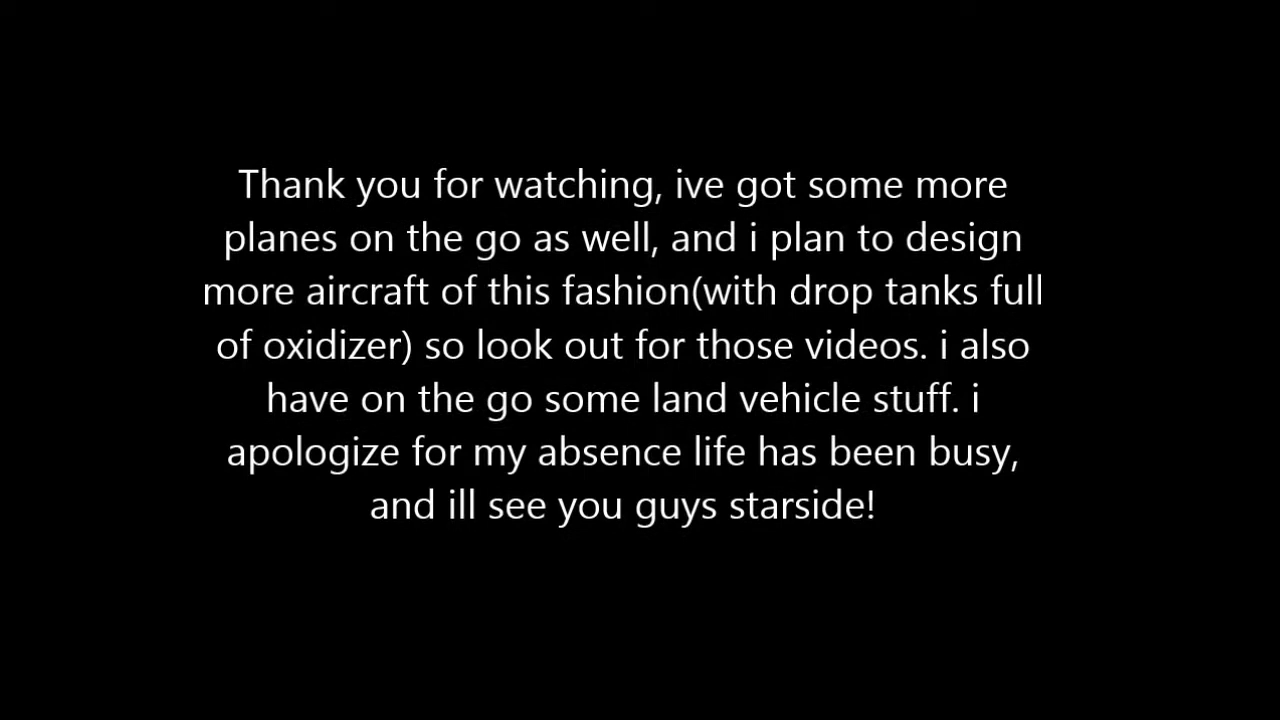 Thank you for watching, ive got some more
planes on the go as well, and i plan to design
more aircraft of this fashion(with drop tanks full
of oxidizer) so look out for those videos. i also
have on the go some land vehicle stuff. i
apologize for my absence life has been busy,
and ill see you guys starside!